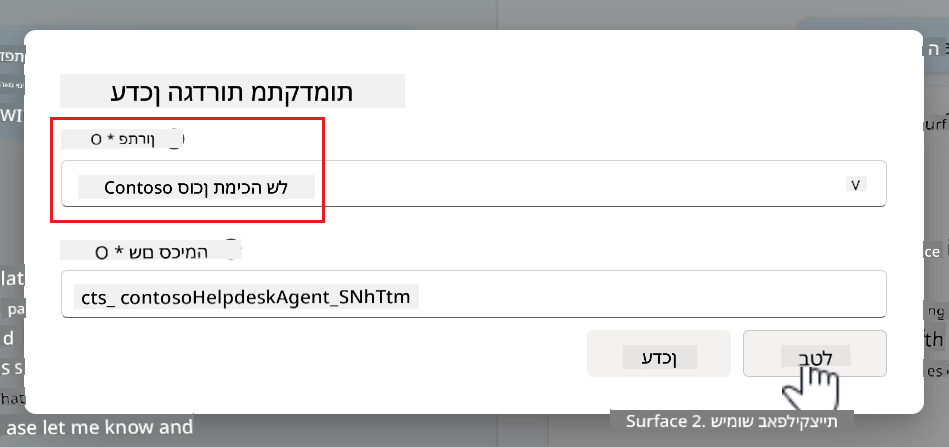 תומדקתמ תורדגה ןכדע
ןורתפ * O
לש הכימת ןכוס Contoso
המיכס םש * O
cts_ contosoHelpdeskAgent_SNhTtm
ןכדע
לטב
ase let me know and
Surface 2. תייצקילפאב שומיש